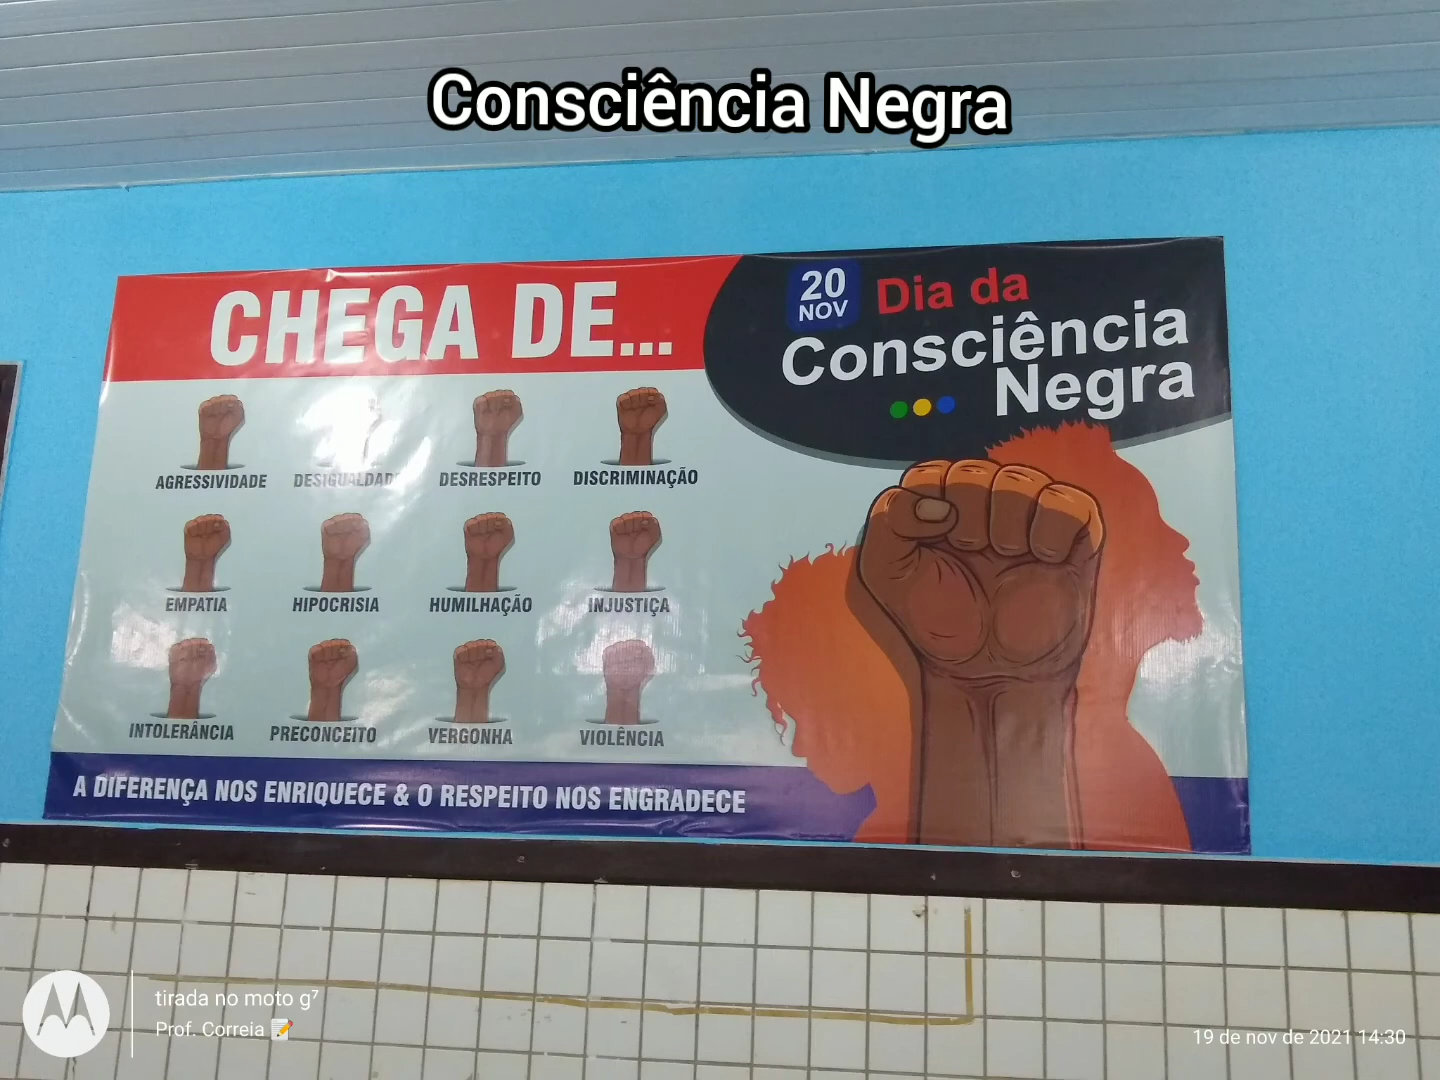 Consciência Negra
CHEGA DE...
20
NOV
Dia da
Consciência
Negra
AGRESSIVIDADE DESIGUALDADE DESRESPEITO DISCRIMINAÇÃO
EMPATIA HIPOCRISIA HUMILHAÇÃO INJUSTIÇA
INTOLERÂNCIA PRECONCEITO VERGONHA VIOLÊNCIA
A DIFERENÇA NOS ENRIQUECE & O RESPEITO NOS ENGRADECE
tirada no moto g⁷
Prof. Correia 📝
19 de nov de 2021 14:30